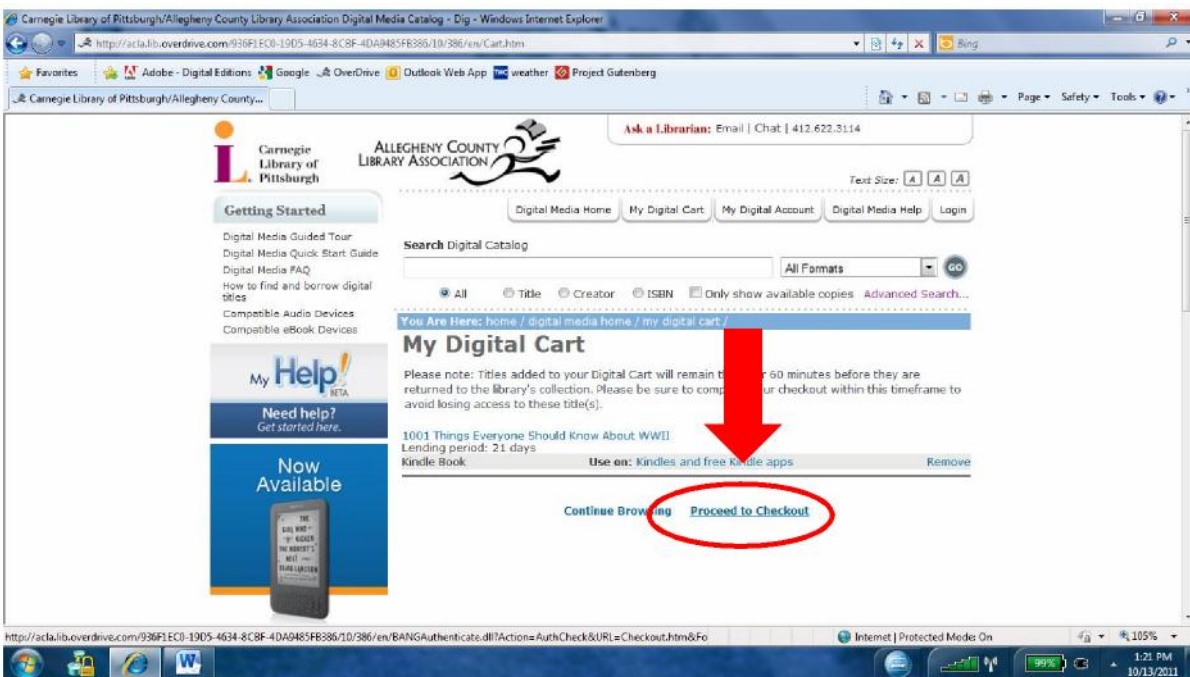 Carnegie Library of Pittsburgh/Allegheny County Library Association Digital Media Catalog - Dig - Windows Internet Explorer
http://acla.lib.overdrive.com/936F1EC0-19D5-4634-8CBF-4DA9485FB386/10/386/en/Cart.htm
Bing
Favorites Adobe - Digital Editions Google OverDrive Outlook Web App weather Project Gutenberg
Carnegie Library of Pittsburgh/Allegheny County...
Page Safety Tools
Carnegie
Library of
Pittsburgh
ALLEGHENY COUNTY
LIBRARY ASSOCIATION
Ask a Librarian: Email | Chat | 412.622.3114
Text Size: A A A
Getting Started
Digital Media Home My Digital Cart My Digital Account Digital Media Help Login
Digital Media Guided Tour
Digital Media Quick Start Guide
Digital Media FAQ
How to find and borrow digital
titles
Compatible Audio Devices
Compatible eBook Devices
Search Digital Catalog
All Formats GO
All Title Creator ISBN Only show available copies Advanced Search...
You Are Here: home / digital media home / my digital cart /
My Digital Cart
Please note: Titles added to your Digital Cart will remain 60 minutes before they are
returned to the library's collection. Please be sure to checkout within this timeframe to
avoid losing access to these title(s).
1001 Things Everyone Should Know About WWII
Lending period: 21 days
Kindle Book Use on: Kindles and free Kindle apps Remove
Continue Browsing Proceed to Checkout
My Help!
BETA
Need help?
Get started here.
Now
Available
THE
GIRL WHO
KICKED
THE HORNET'S
NEST
STIEG LARSSON
http://acla.lib.overdrive.com/936F1EC0-19D5-4634-8CBF-4DA9485FB386/10/386/en/BANGAuthenticate.dll?Action=AuthCheck&URL=Checkout.htm&Fo
Internet | Protected Mode: On
105%
99%
1:21 PM
10/13/2011